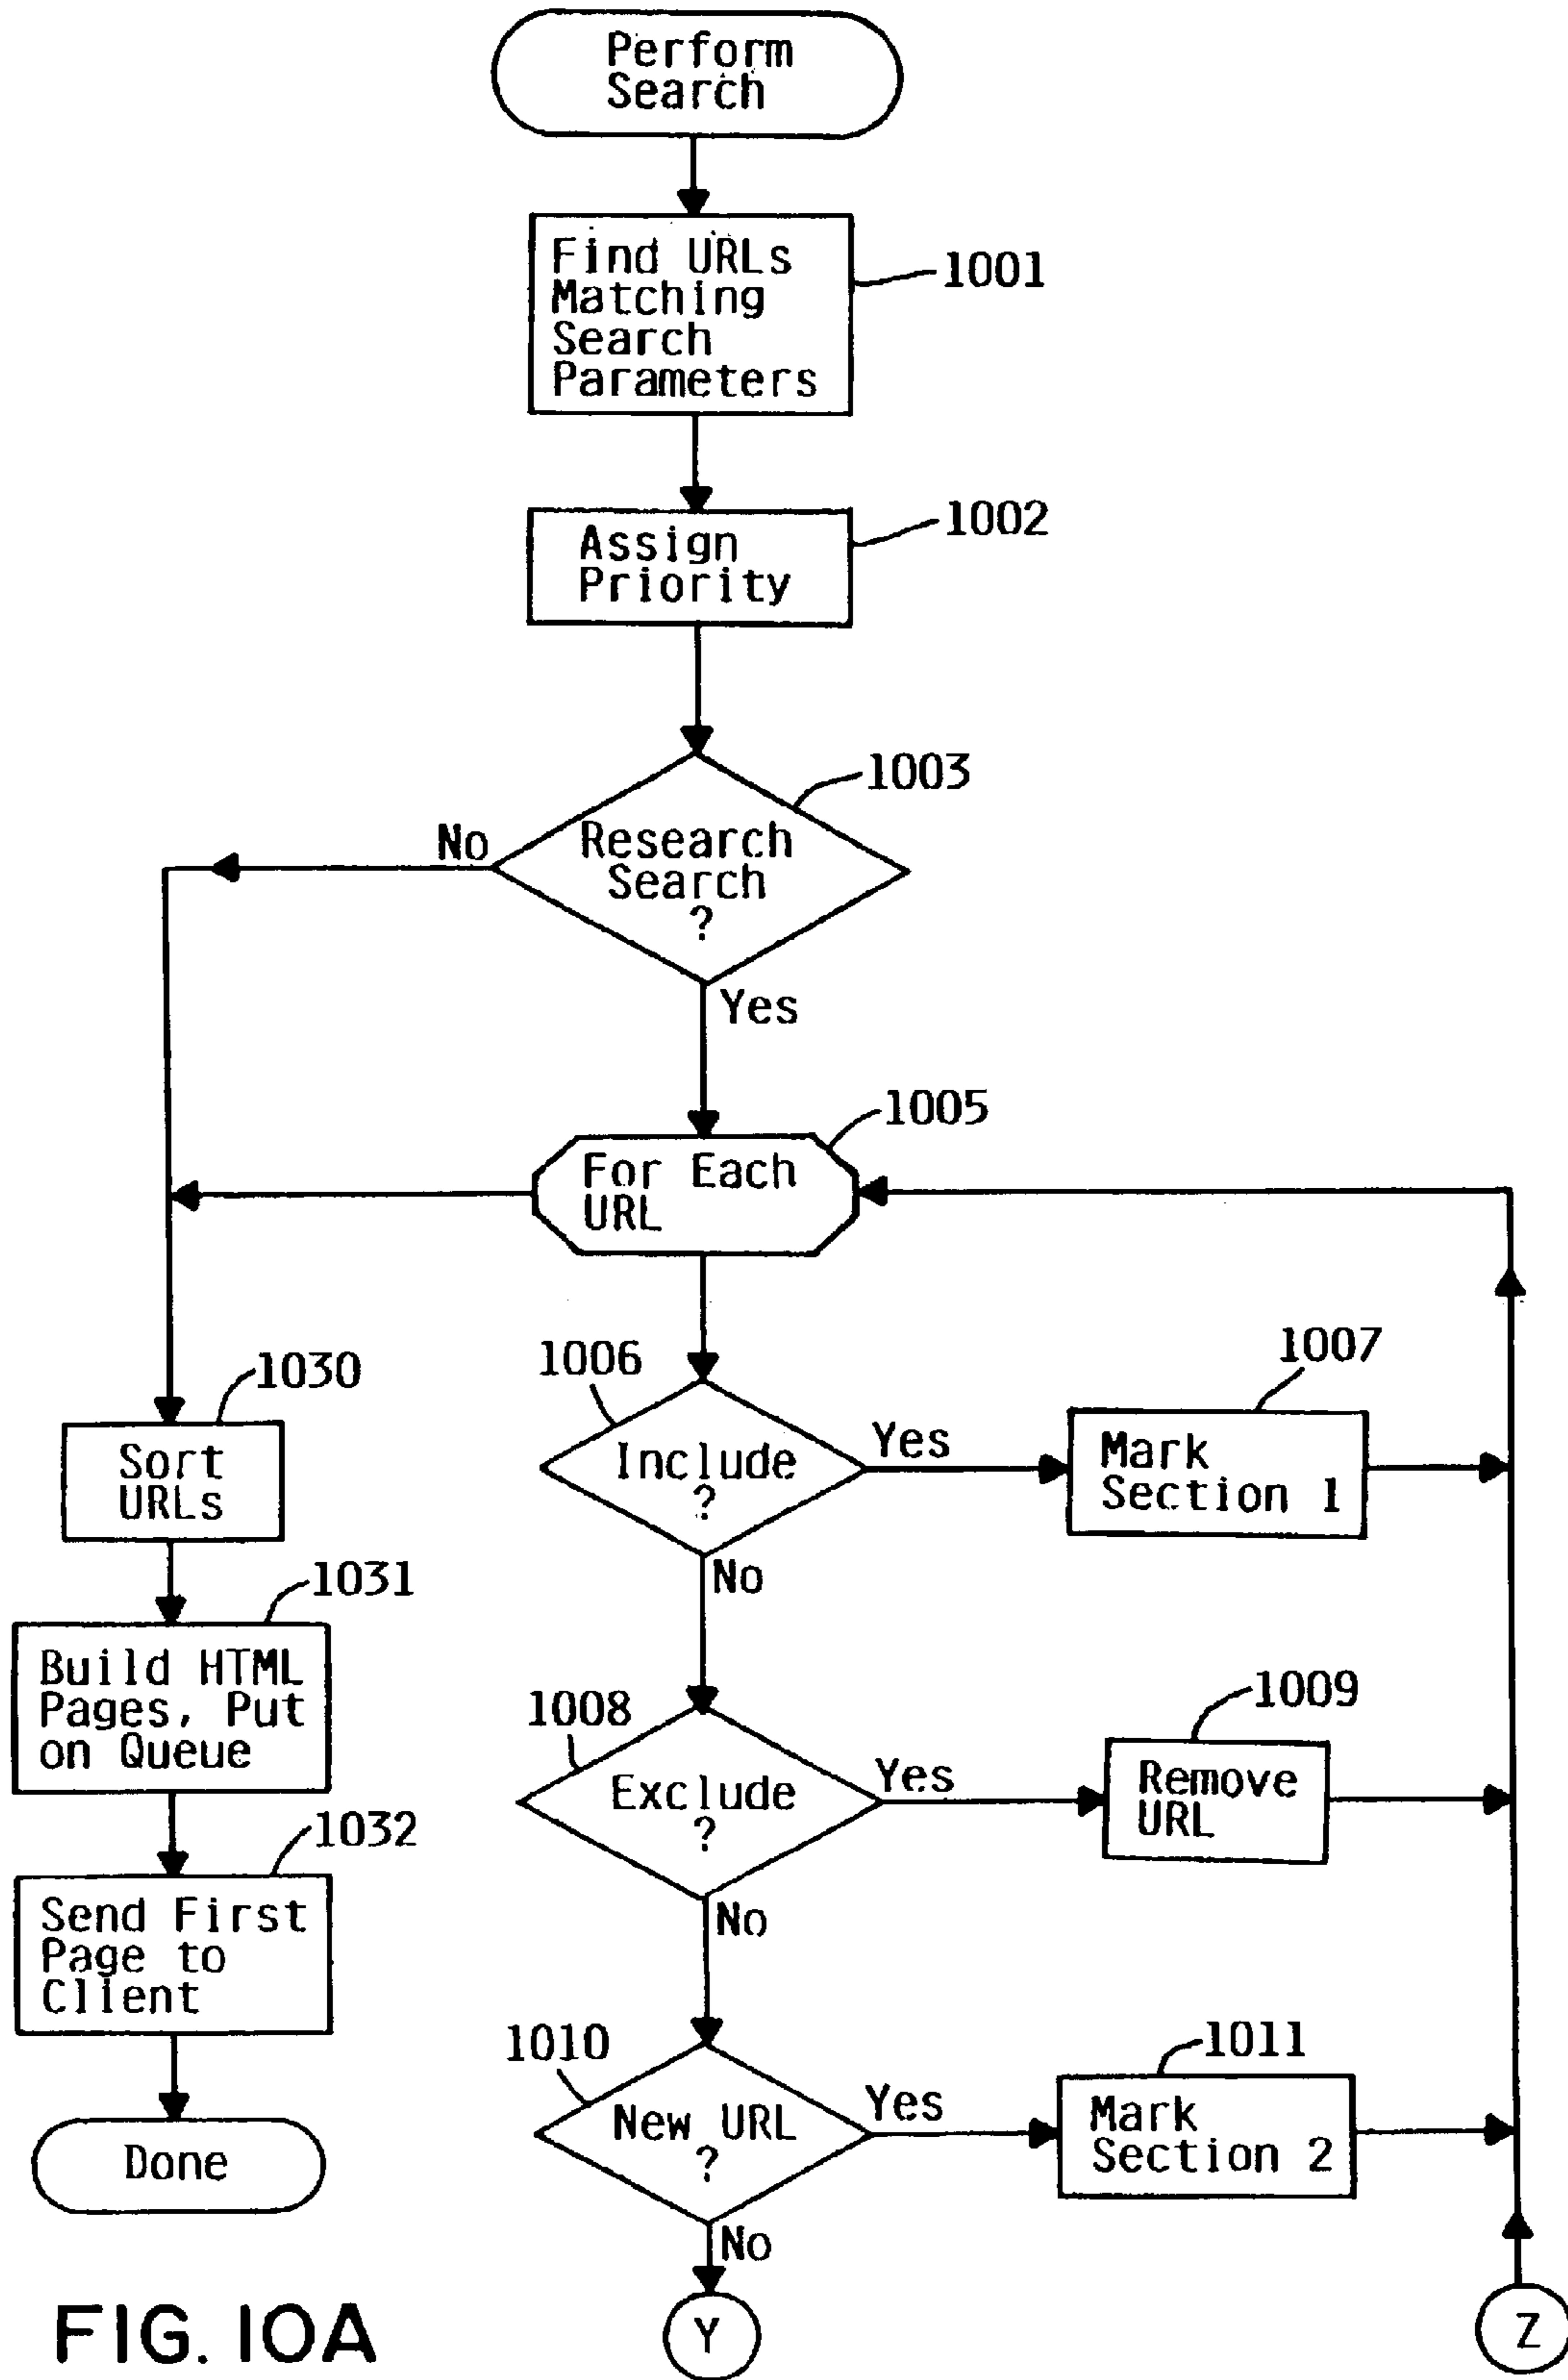 Perform
Search
Find URLs
Matching
Search
Parameters
1001
Assign
Priority
1002
1003
No
Research
Search
?
Yes
1005
For Each
URL
1006
1007
1030
Include
?
Yes
Mark
Section 1
Sort
URLs
No
1031
Build HTML
Pages, Put
on Queue
1008
1009
Exclude
?
Yes
Remove
URL
1032
Send First
Page to
Client
No
1010
1011
New URL
?
Yes
Mark
Section 2
Done
No
Y
Z
FIG. 10A